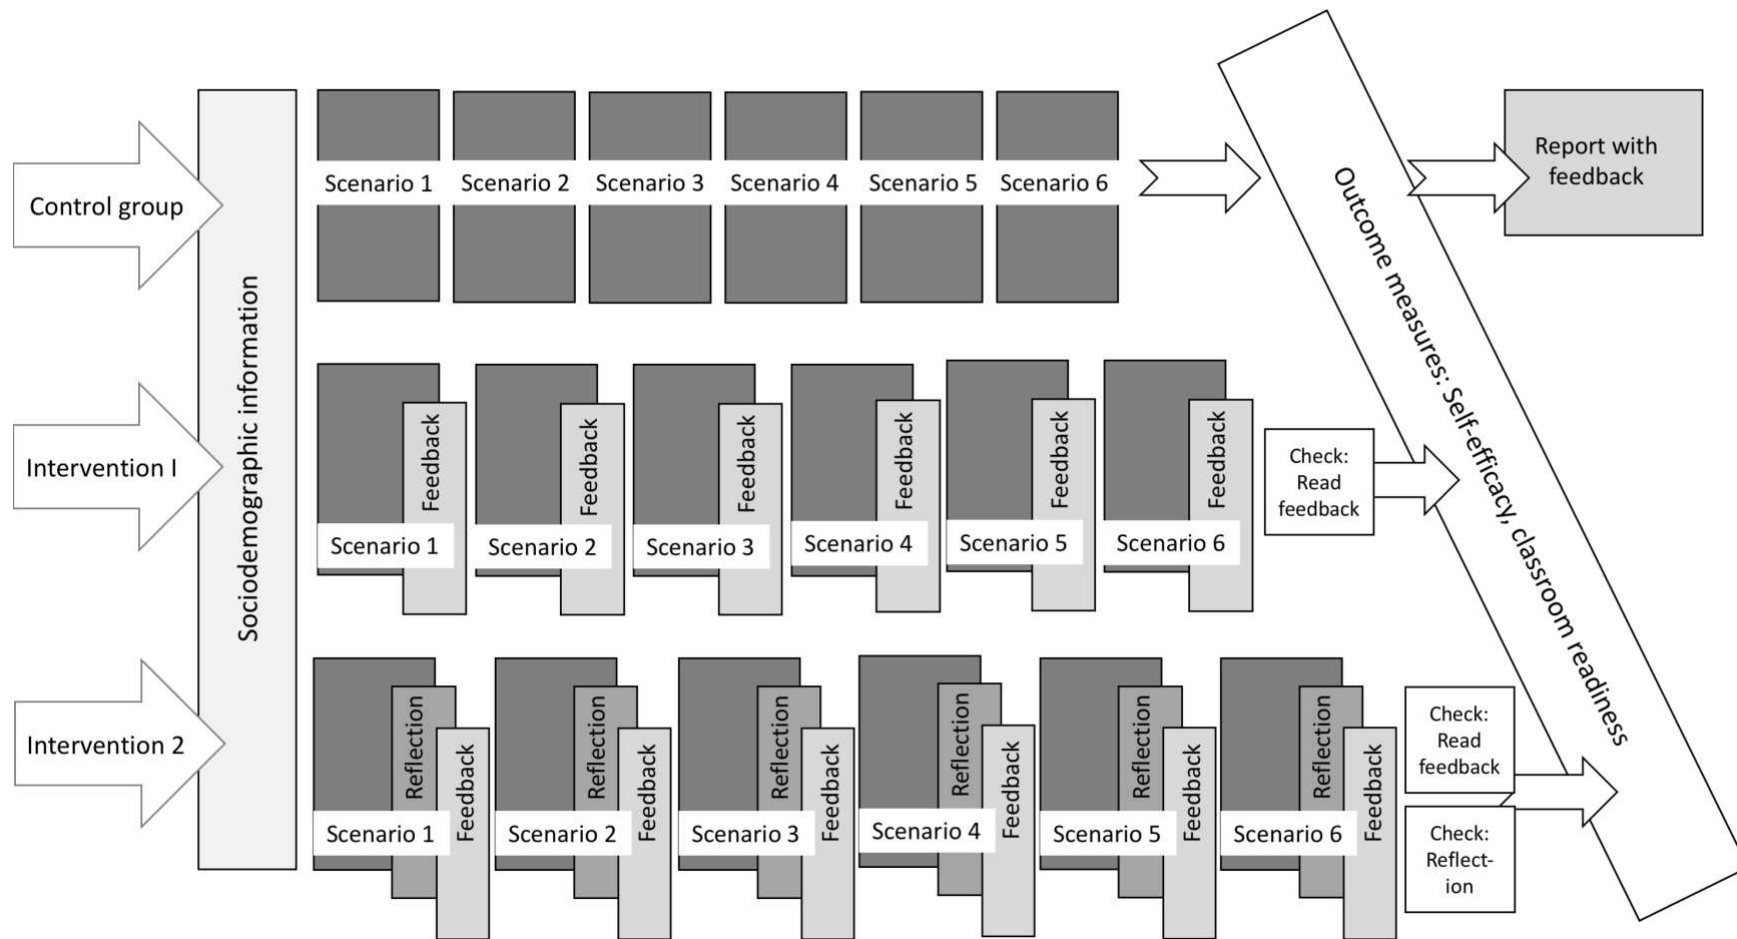 Control group
Sociodemographic information
Scenario 1
Scenario 2
Scenario 3
Scenario 4
Scenario 5
Scenario 6
Outcome measures: Self-efficacy, classroom readiness
Report with
feedback
Intervention I
Scenario 1
Feedback
Scenario 2
Feedback
Scenario 3
Feedback
Scenario 4
Feedback
Scenario 5
Feedback
Scenario 6
Feedback
Check:
Read
feedback
Intervention 2
Scenario 1
Reflection
Feedback
Scenario 2
Reflection
Feedback
Scenario 3
Reflection
Feedback
Scenario 4
Reflection
Feedback
Scenario 5
Reflection
Feedback
Scenario 6
Reflection
Feedback
Check:
Read
feedback
Check:
Reflect-
ion